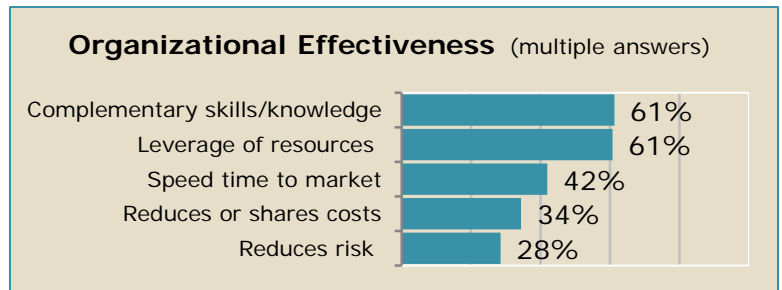 Organizational Effectiveness (multiple answers)
Complementary skills/knowledge 61%
Leverage of resources 61%
Speed time to market 42%
Reduces or shares costs 34%
Reduces risk 28%